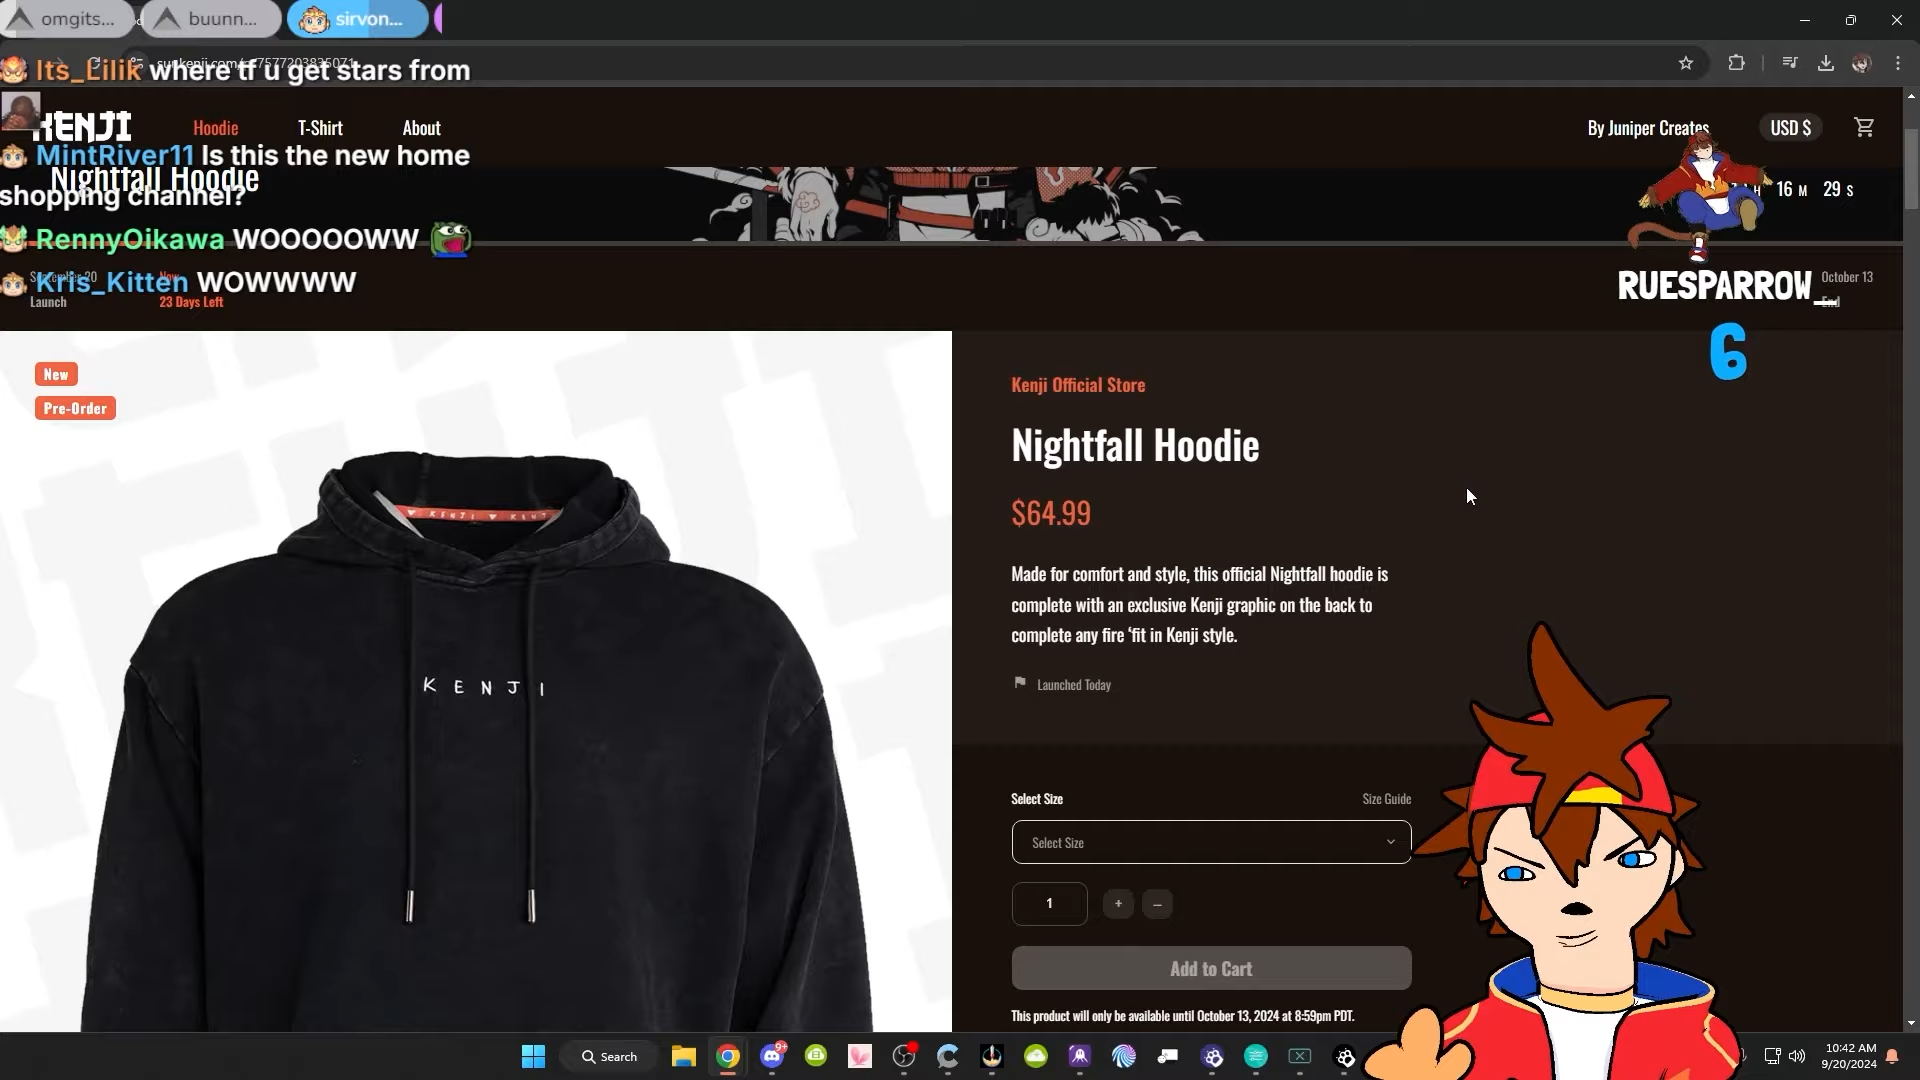 omgits...
buunn...
sirvon...
Its_Lilik where tf u get stars from
KENJI
Hoodie
T-Shirt
About
By Juniper Creates
USD $
MintRiver11 Is this the new home
shopping channel?
Nightfall Hoodie
16 M 29 S
RennyOikawa WOOOOOWW
Kris_Kitten WOWWWW
Launch
23 Days Left
RUESPARROW_
October 13
End
6
New
Pre-Order
KENJI
KENJI
Kenji Official Store
Nightfall Hoodie
$64.99
Made for comfort and style, this official Nightfall hoodie is
complete with an exclusive Kenji graphic on the back to
complete any fire ‘fit in Kenji style.
Launched Today
Select Size
Size Guide
Select Size
1
+
–
Add to Cart
This product will only be available until October 13, 2024 at 8:59pm PDT.
Search
9+
10:42 AM
9/20/2024